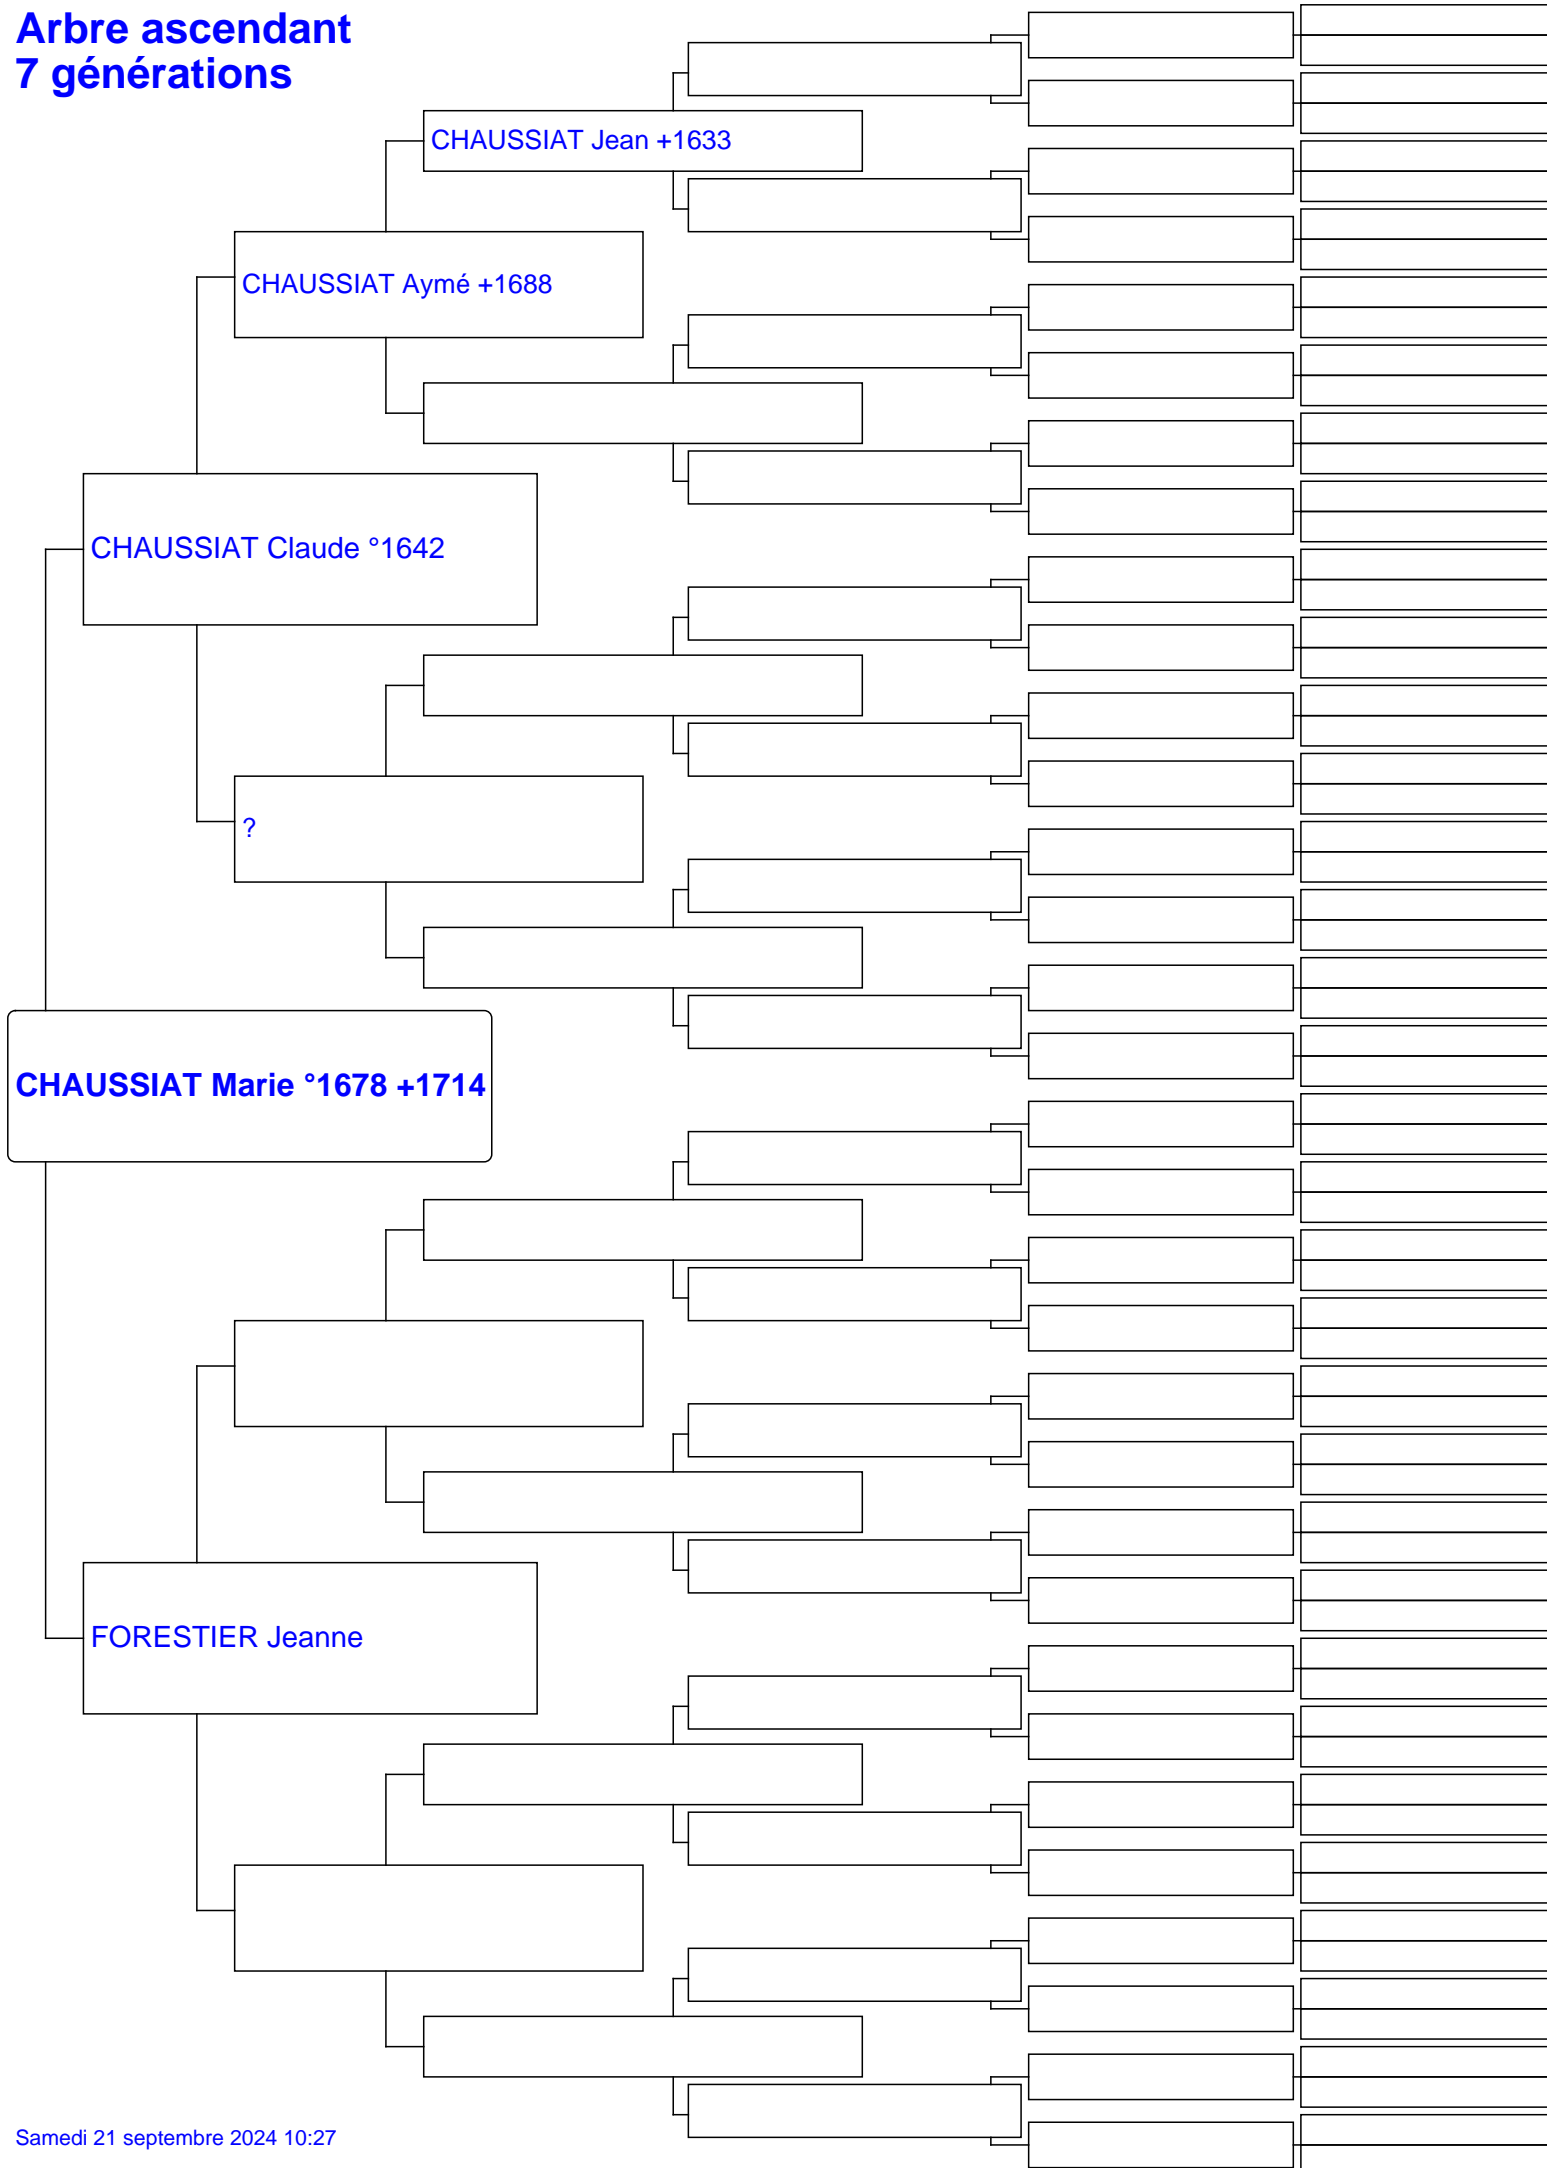 Arbre ascendant
7 générations
CHAUSSIAT Jean +1633
CHAUSSIAT Aymé +1688
CHAUSSIAT Claude °1642
?
CHAUSSIAT Marie °1678 +1714
FORESTIER Jeanne
Samedi 21 septembre 2024 10:27